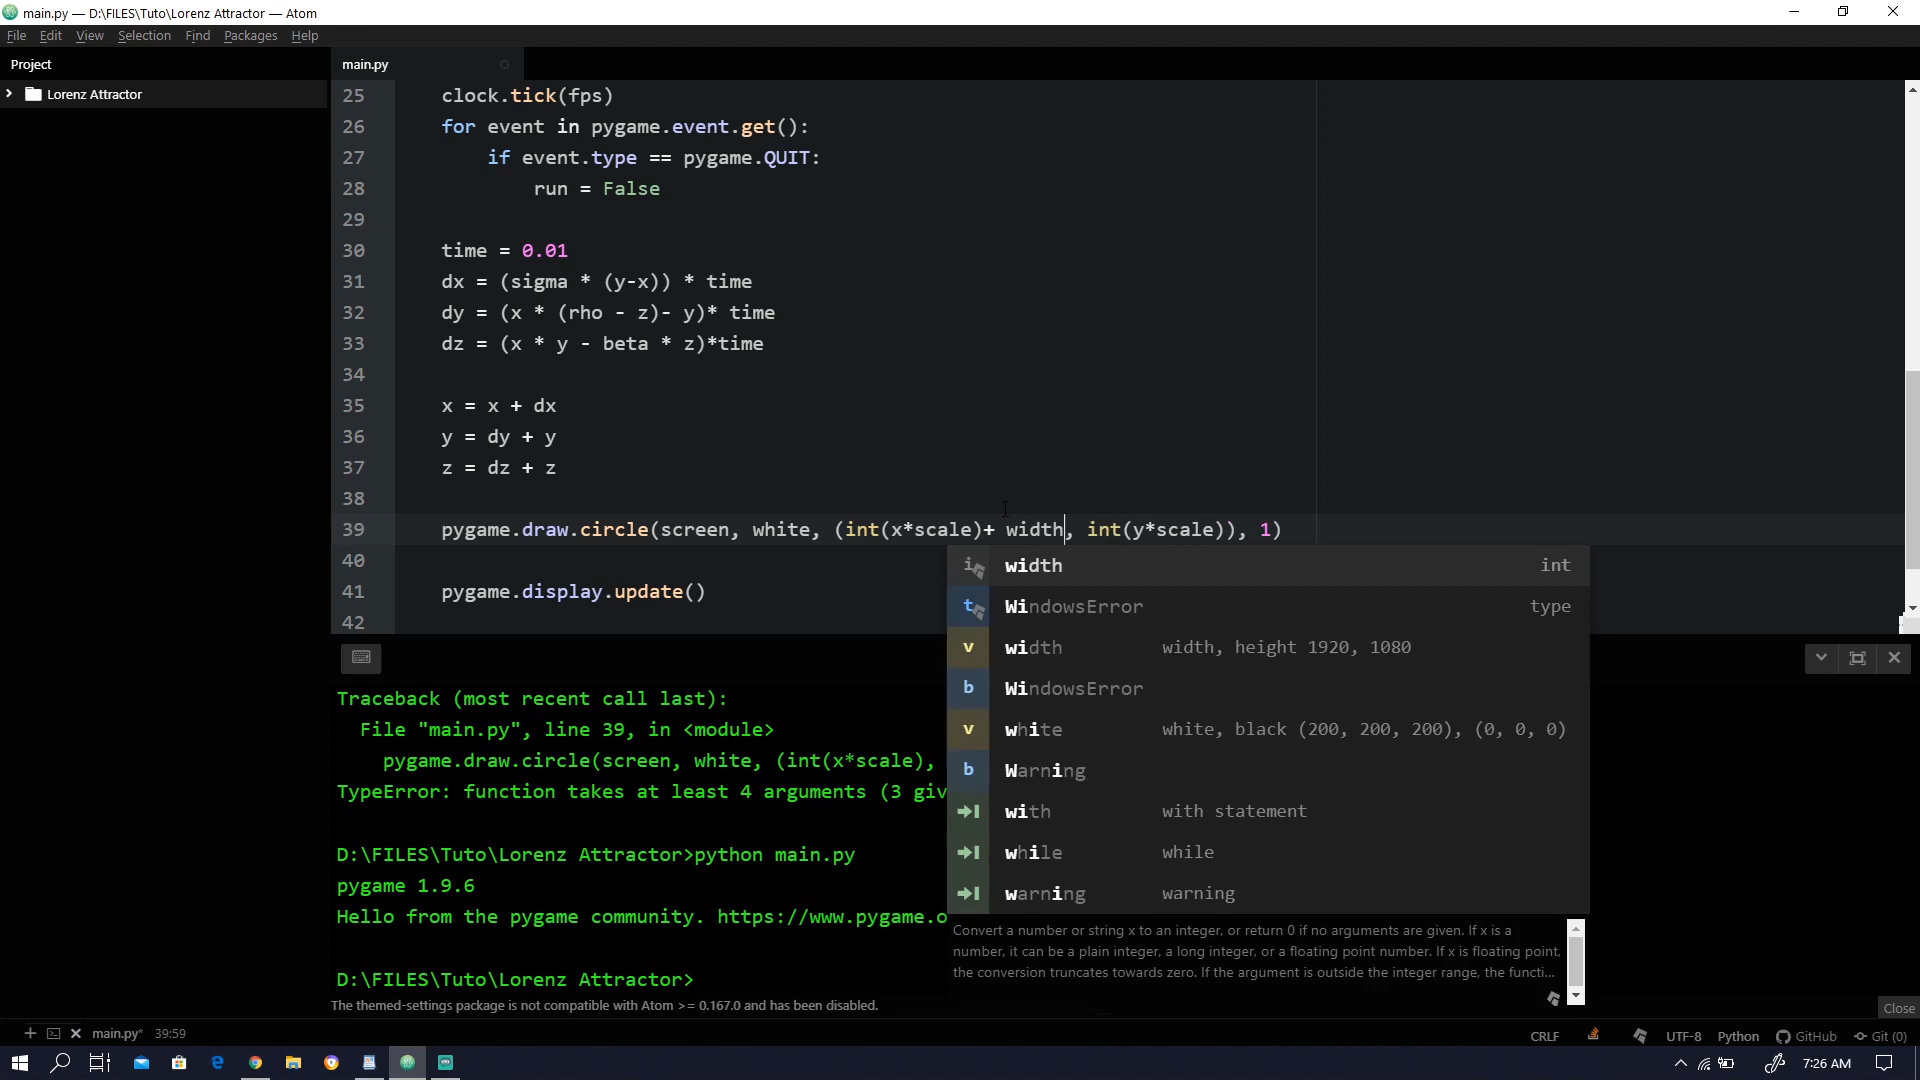 main.py — D:\FILES\Tuto\Lorenz Attractor — Atom
File Edit View Selection Find Packages Help
Project
main.py
Lorenz Attractor
25 clock.tick(fps)
26 for event in pygame.event.get():
27 if event.type == pygame.QUIT:
28 run = False
29
30 time = 0.01
31 dx = (sigma * (y-x)) * time
32 dy = (x * (rho - z)- y)* time
33 dz = (x * y - beta * z)*time
34
35 x = x + dx
36 y = dy + y
37 z = dz + z
38
39 pygame.draw.circle(screen, white, (int(x*scale)+ width, int(y*scale)), 1)
40
41 pygame.display.update()
42
i width int
t WindowsError type
v width width, height 1920, 1080
b WindowsError
v white white, black (200, 200, 200), (0, 0, 0)
b Warning
with with statement
while while
warning warning
Convert a number or string x to an integer, or return 0 if no arguments are given. If x is a
number, it can be a plain integer, a long integer, or a floating point number. If x is floating point,
the conversion truncates towards zero. If the argument is outside the integer range, the functi...
Traceback (most recent call last):
File "main.py", line 39, in <module>
pygame.draw.circle(screen, white, (int(x*scale),
TypeError: function takes at least 4 arguments (3 giv
D:\FILES\Tuto\Lorenz Attractor>python main.py
pygame 1.9.6
Hello from the pygame community. https://www.pygame.o
D:\FILES\Tuto\Lorenz Attractor>
The themed-settings package is not compatible with Atom >= 0.167.0 and has been disabled.
Close
main.py* 39:59
CRLF UTF-8 Python GitHub Git (0)
7:26 AM